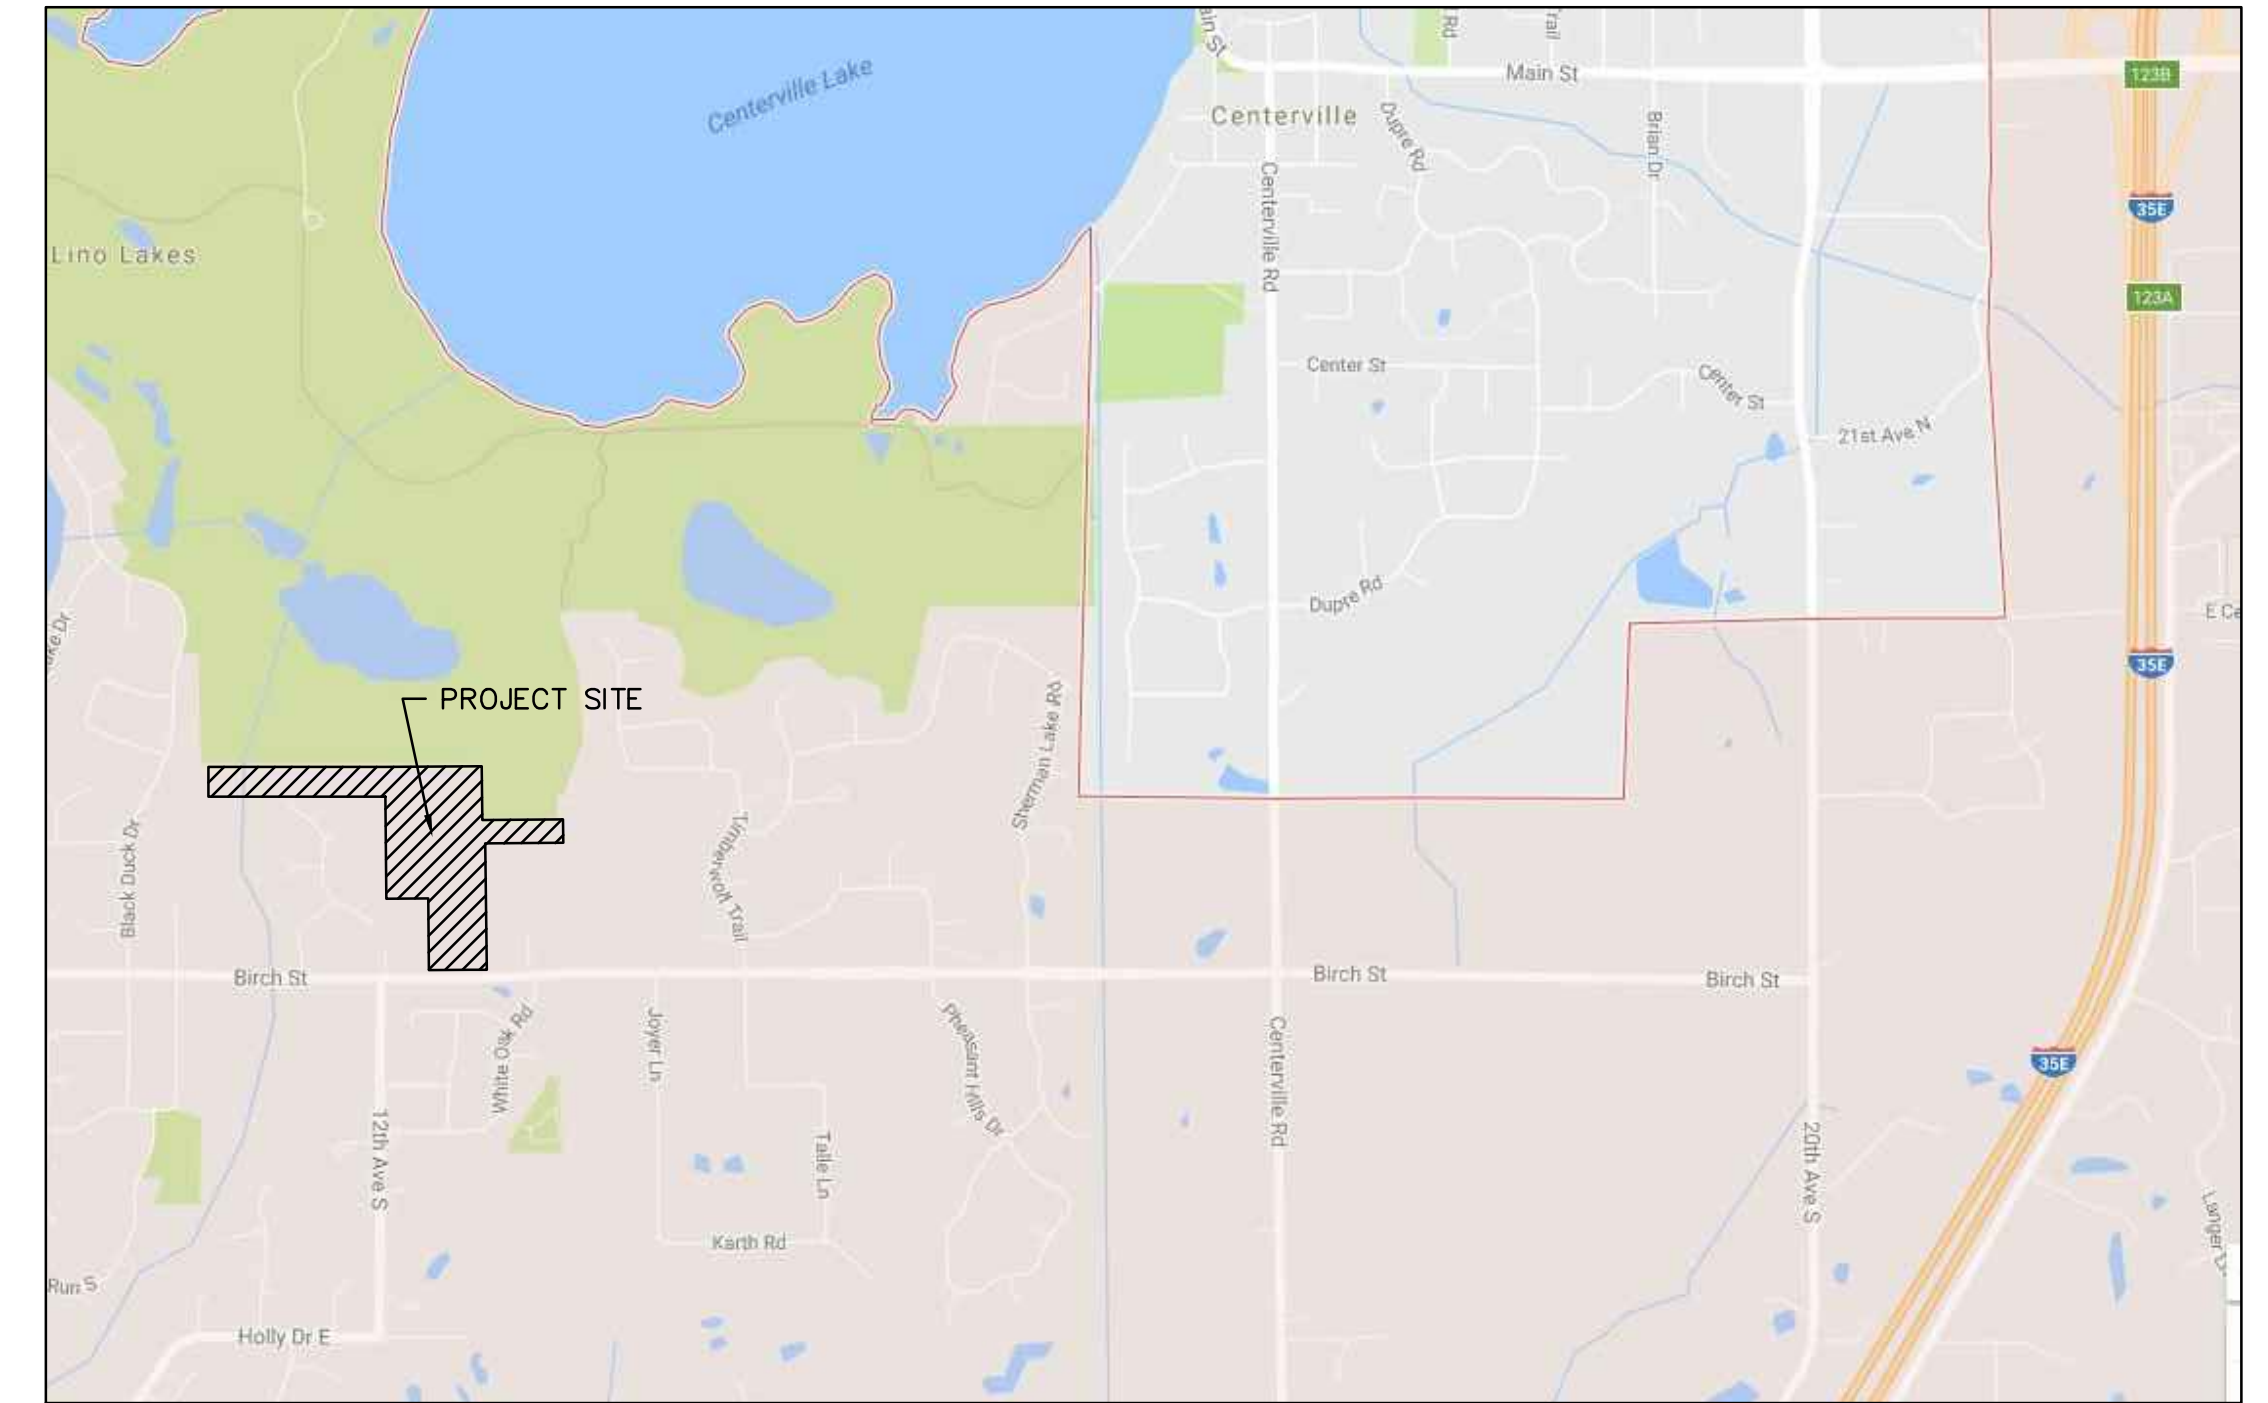 Main St
123B
Centerville Lake
Centerville
Dupre Rd
Brian Dr
Centerville Rd
35E
Lino Lakes
123A
Center St
Center St
21st Ave N
Dupre Rd
35E
PROJECT SITE
Sherman Lake Rd
Timberwolf Trail
Black Duck Dr
Birch St
Birch St
Birch St
White Oak Rd
Joyer Ln
Pheasant Hills Dr
Centerville Rd
35E
12th Ave S
Talle Ln
20th Ave S
Karth Rd
Run S
Holly Dr E
Rd